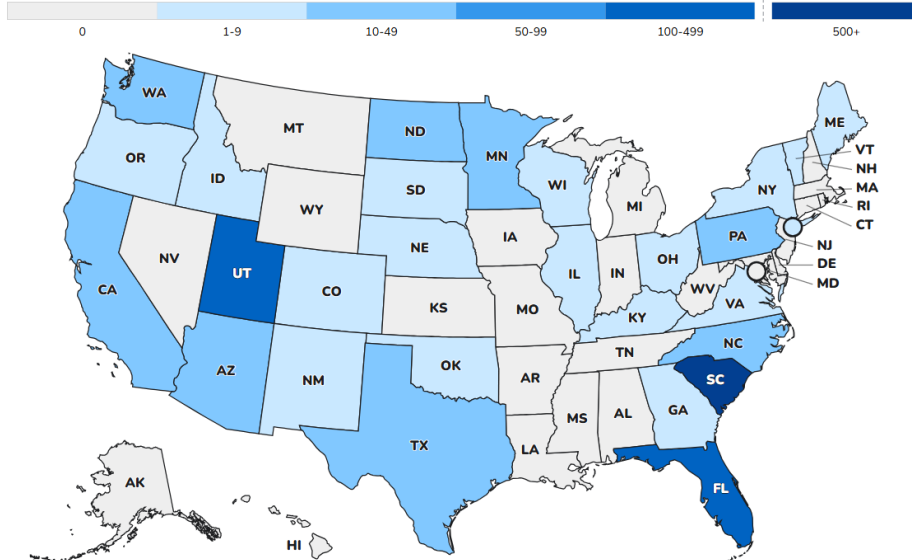 0 1-9 10-49 50-99 100-499 500+
WA
ME
MT
ND
VT
MN
OR
NH
ID
SD
WI
NY
MA
WY
MI
RI
CT
IA
PA
NE
NJ
NV
UT
IL
IN
OH
DE
CO
WV
MD
CA
KS
MO
VA
KY
NC
TN
AZ
NM
OK
AR
SC
MS
AL
GA
TX
LA
AK
FL
HI